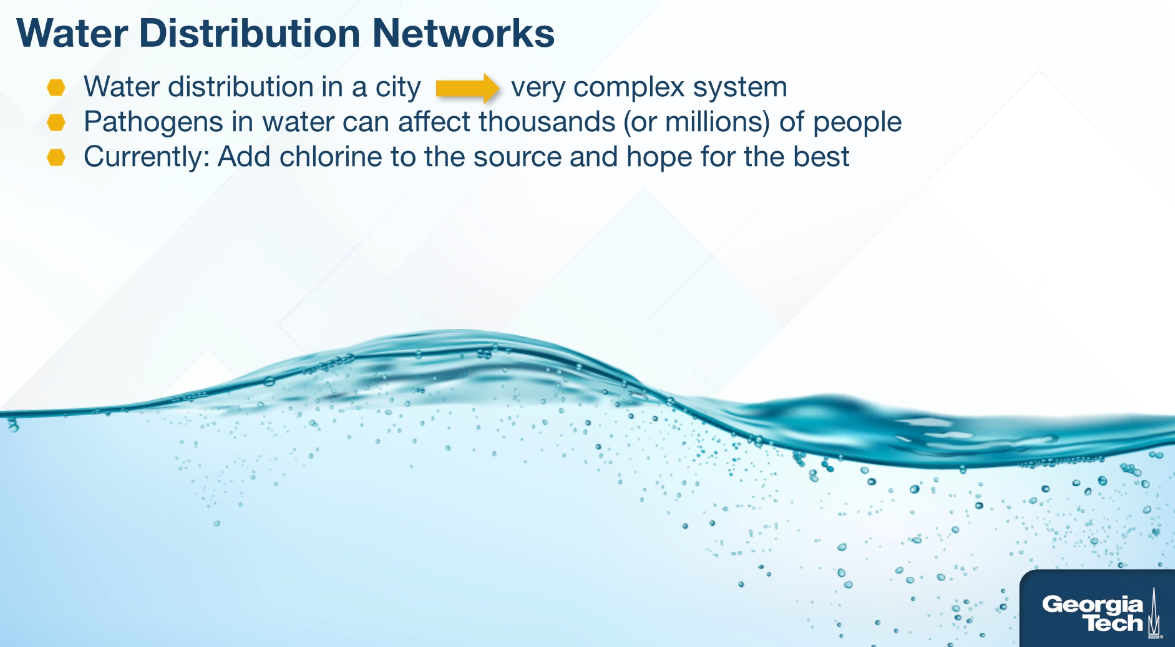 Water Distribution Networks
Water distribution in a city very complex system
Pathogens in water can affect thousands (or millions) of people
Currently: Add chlorine to the source and hope for the best
Georgia
Tech